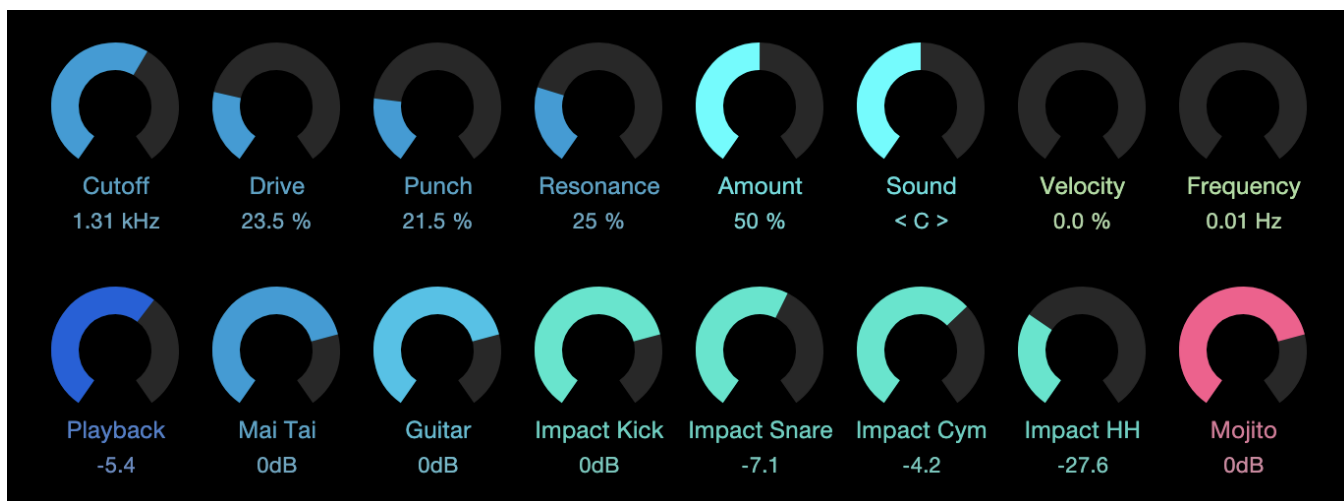 Cutoff Drive Punch Resonance Amount Sound Velocity Frequency
1.31 kHz 23.5 % 21.5 % 25 % 50 % < C > 0.0 % 0.01 Hz
Playback Mai Tai Guitar Impact Kick Impact Snare Impact Cym Impact HH Mojito
-5.4 0dB 0dB 0dB -7.1 -4.2 -27.6 0dB